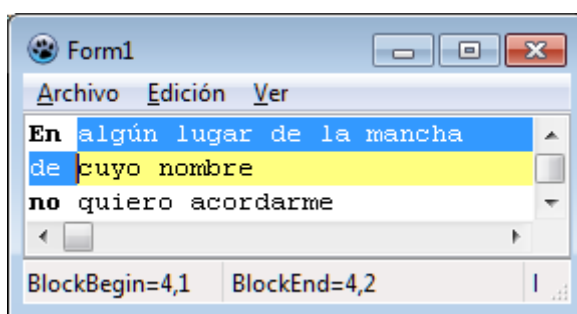 Form1
Archivo Edición Ver
En algún lugar de la mancha
de cuyo nombre
no quiero acordarme
BlockBegin=4,1 BlockEnd=4,2